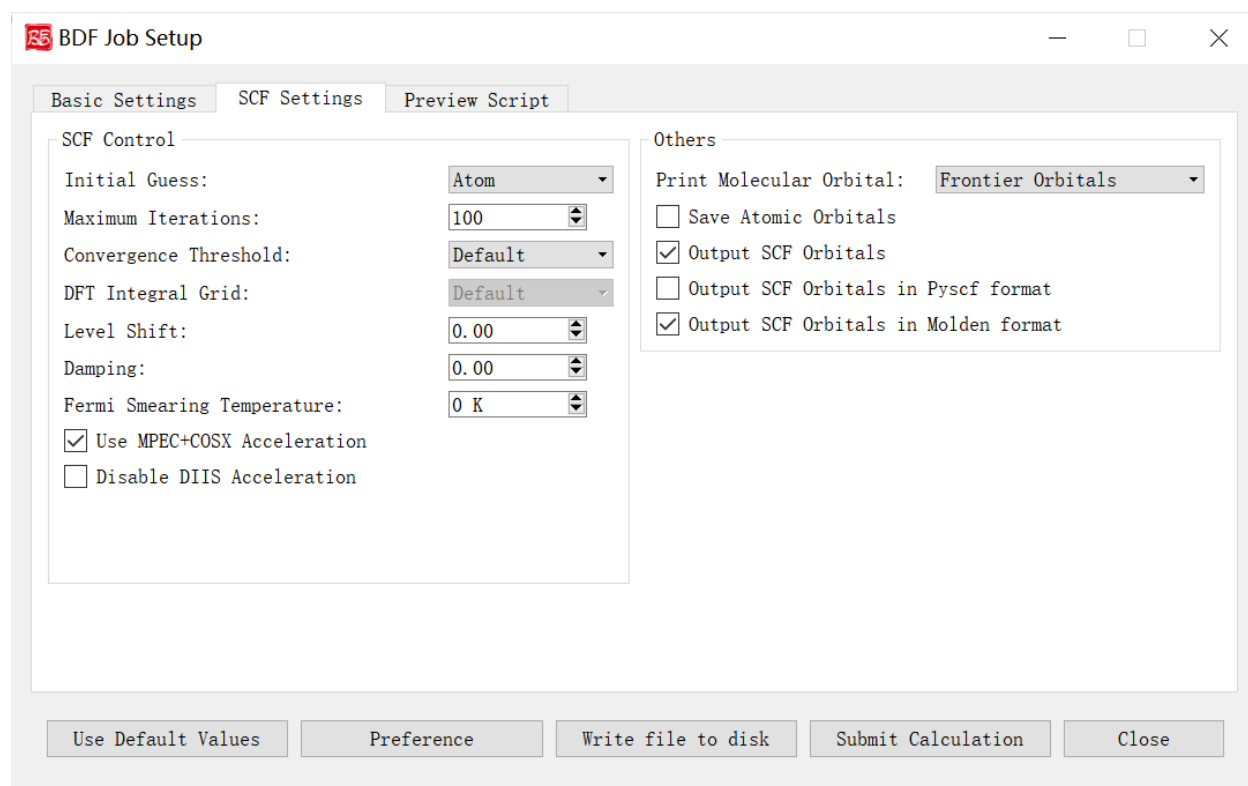 BDF Job Setup
Basic Settings SCF Settings Preview Script
SCF Control
Initial Guess: Atom
Maximum Iterations: 100
Convergence Threshold: Default
DFT Integral Grid: Default
Level Shift: 0.00
Damping: 0.00
Fermi Smearing Temperature: 0 K
Use MPEC+COSX Acceleration
Disable DIIS Acceleration
Others
Print Molecular Orbital: Frontier Orbitals
Save Atomic Orbitals
Output SCF Orbitals
Output SCF Orbitals in Pyscf format
Output SCF Orbitals in Molden format
Use Default Values Preference Write file to disk Submit Calculation Close